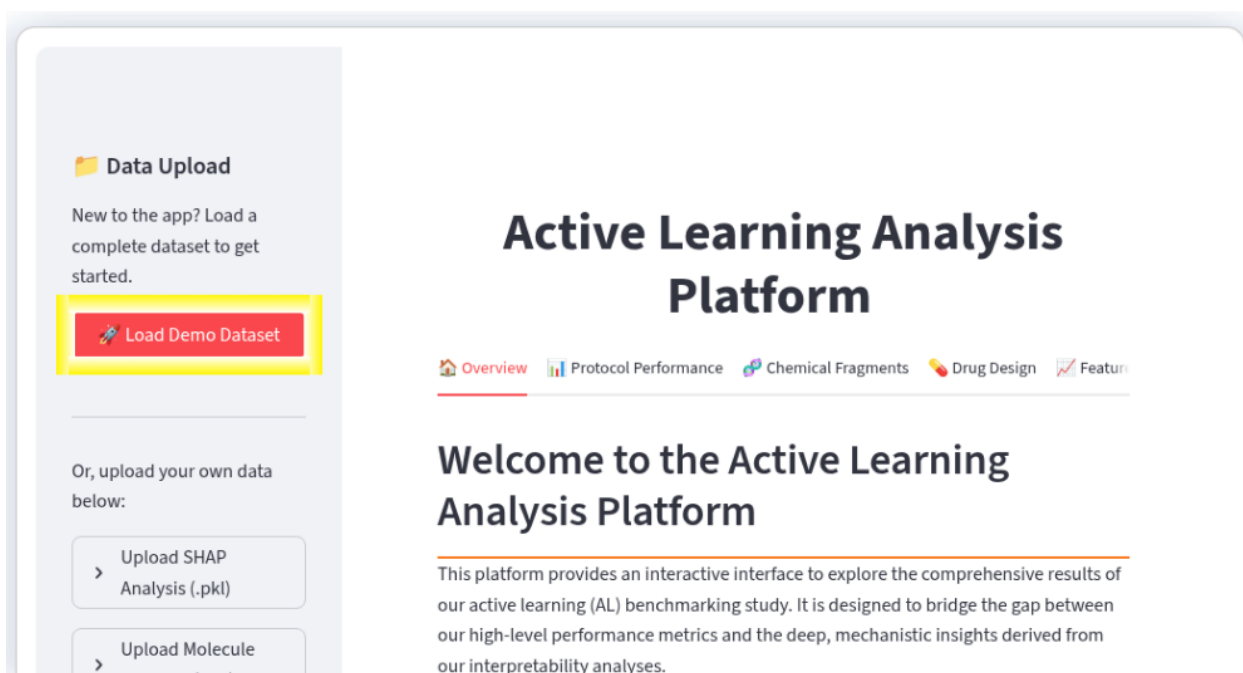 📁 Data Upload
New to the app? Load a
complete dataset to get
started.
🚀 Load Demo Dataset
Or, upload your own data
below:
Upload SHAP
Analysis (.pkl)
Upload Molecule
Active Learning Analysis
Platform
🏠 Overview 📊 Protocol Performance 🧬 Chemical Fragments 💊 Drug Design 📈 Featur
Welcome to the Active Learning
Analysis Platform
This platform provides an interactive interface to explore the comprehensive results of
our active learning (AL) benchmarking study. It is designed to bridge the gap between
our high-level performance metrics and the deep, mechanistic insights derived from
our interpretability analyses.